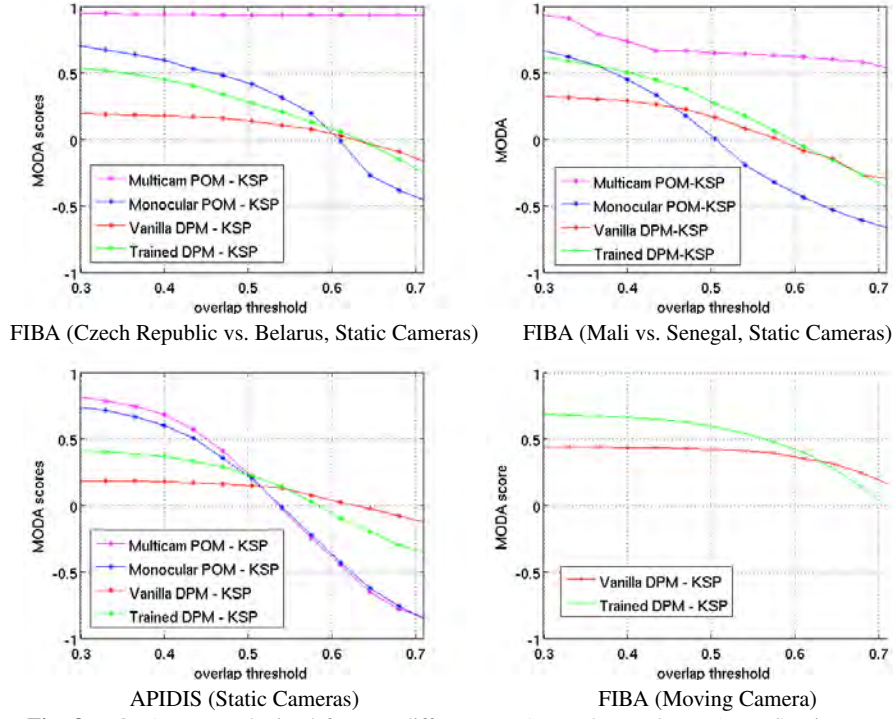 1
0.5
0
-0.5
-1
MODA scores
Multicam POM - KSP
Monocular POM - KSP
Vanilla DPM - KSP
Trained DPM - KSP
0.3 0.4 0.5 0.6 0.7
overlap threshold
FIBA (Czech Republic vs. Belarus, Static Cameras)
1
0.5
0
-0.5
-1
MODA
Multicam POM-KSP
Monocular POM-KSP
Vanilla DPM-KSP
Trained DPM-KSP
0.3 0.4 0.5 0.6 0.7
overlap threshold
FIBA (Mali vs. Senegal, Static Cameras)
1
0.5
0
-0.5
-1
MODA scores
Multicam POM - KSP
Monocular POM - KSP
Vanilla DPM - KSP
Trained DPM - KSP
0.3 0.4 0.5 0.6 0.7
overlap threshold
APIDIS (Static Cameras)
1
0.5
0
-0.5
-1
MODA score
Vanilla DPM - KSP
Trained DPM - KSP
0.3 0.4 0.5 0.6 0.7
overlap threshold
FIBA (Moving Camera)